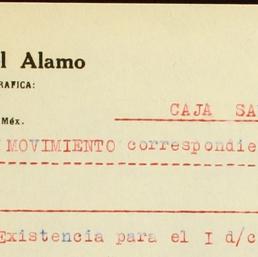 l Alamo
RAFICA:
CAJA SA
Méx.
MOVIMIENTO correspondie
Existencia para el I d/c